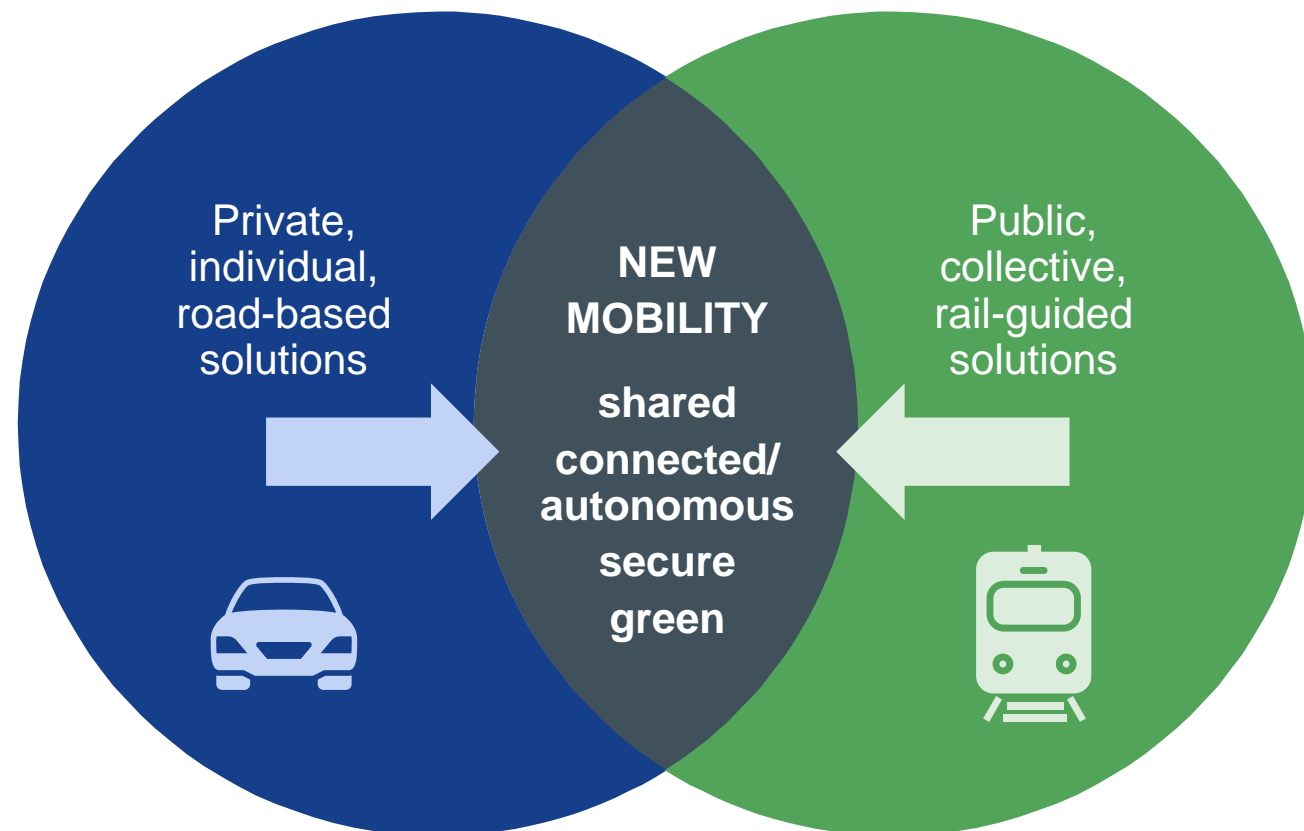 Private,
individual,
road-based
solutions
NEW
MOBILITY
shared
connected/
autonomous
secure
green
Public,
collective,
rail-guided
solutions